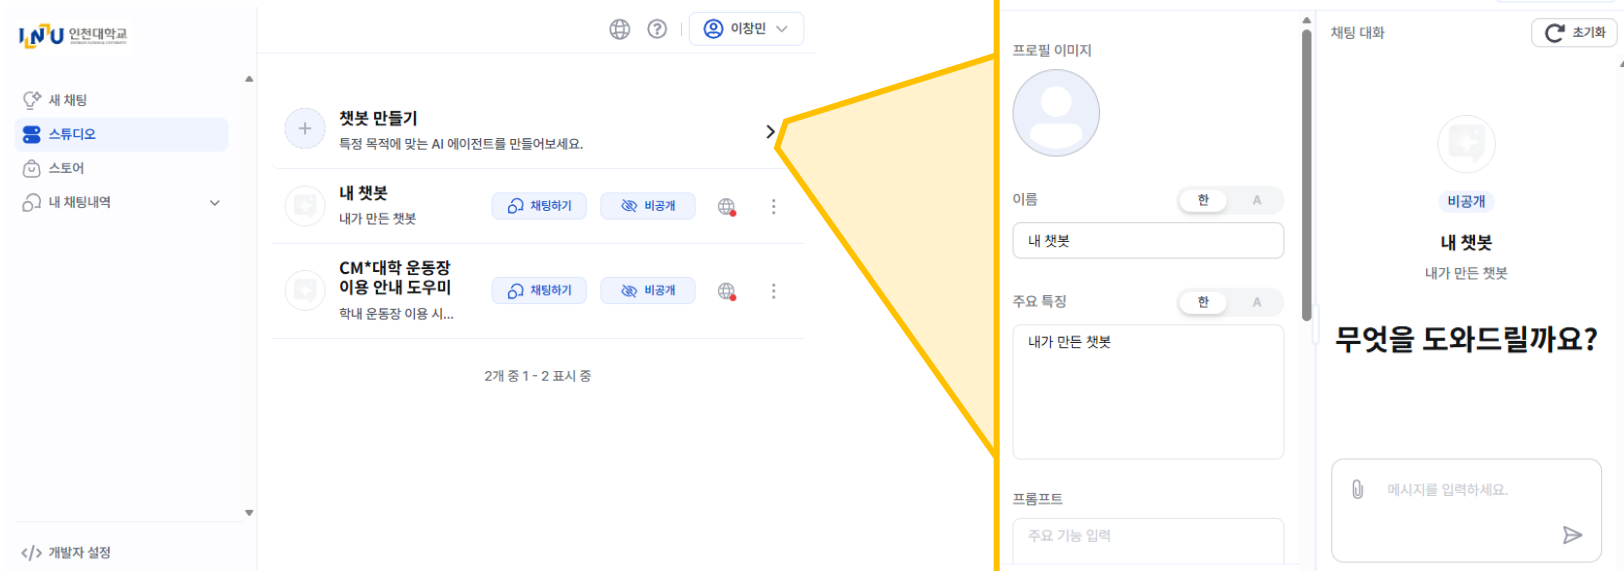 INU 인천대학교
이창민
새 채팅
스튜디오
스토어
내 채팅내역
개발자 설정
챗봇 만들기
특정 목적에 맞는 AI 에이전트를 만들어보세요.
내 챗봇
내가 만든 챗봇
채팅하기
비공개
CM*대학 운동장
이용 안내 도우미
학내 운동장 이용 시...
채팅하기
비공개
2개 중 1 - 2 표시 중
프로필 이미지
이름
한 A
내 챗봇
주요 특징
한 A
내가 만든 챗봇
프롬프트
주요 기능 입력
채팅 대화
초기화
비공개
내 챗봇
내가 만든 챗봇
무엇을 도와드릴까요?
메시지를 입력하세요.